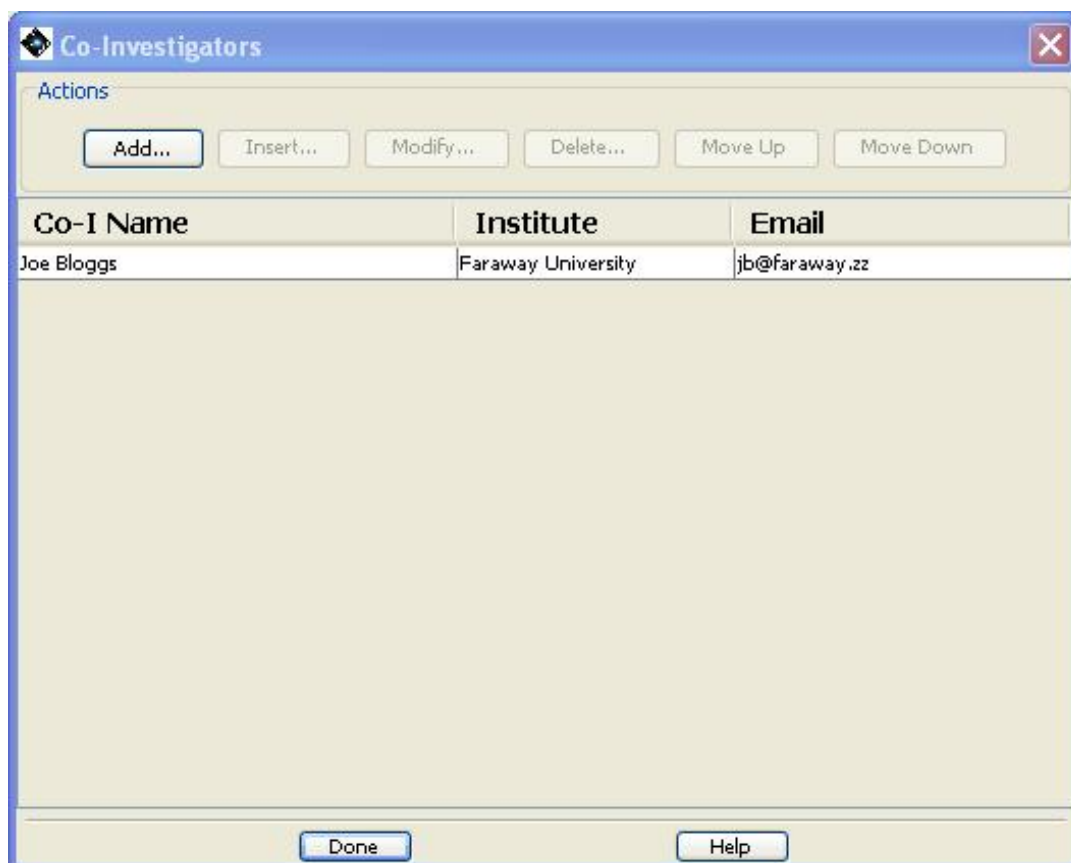 Co-Investigators
Actions
Add... Insert... Modify... Delete... Move Up Move Down
Co-I Name Institute Email
Joe Bloggs Faraway University jb@faraway.zz
Done Help